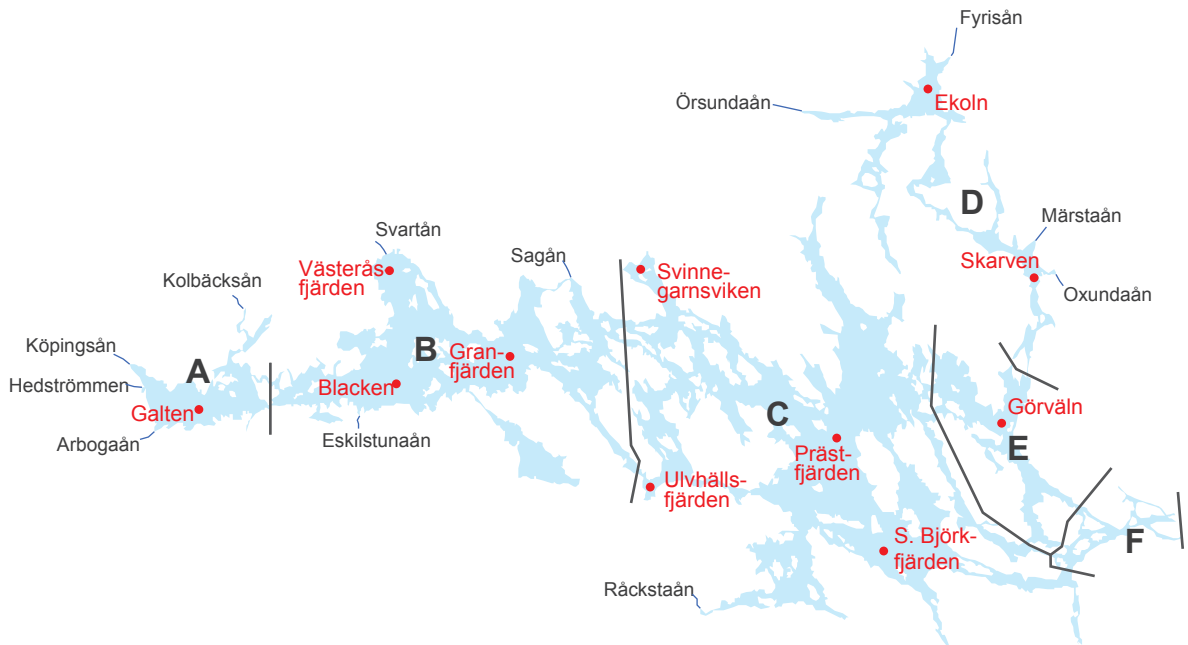 Fyrisån
Örsundaån
Ekoln
D
Märstaån
Svartån
Skarven
Sagån
Västerås
fjärden
Svinne-
garnsviken
Kolbäcksån
Oxundaån
Köpingsån
B
Gran-
fjärden
A
Hedströmmen
Blacken
Galten
C
Görväln
Arbogaån
Eskilstunaån
E
Präst-
fjärden
Ulvhälls-
fjärden
F
S. Björk-
fjärden
Råckstaån